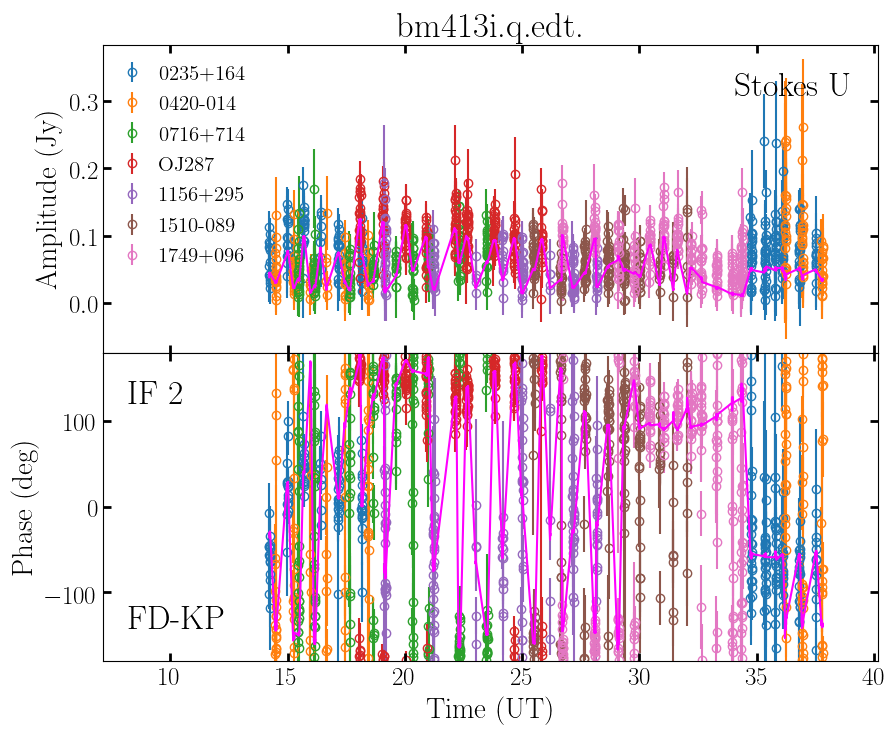 bm413i.q.edt.
Stokes U
0235+164
0420-014
0716+714
OJ287
1156+295
1510-089
1749+096
Amplitude (Jy)
0.3
0.2
0.1
0.0
IF 2
FD-KP
Phase (deg)
100
0
−100
10
15
20
25
30
35
40
Time (UT)